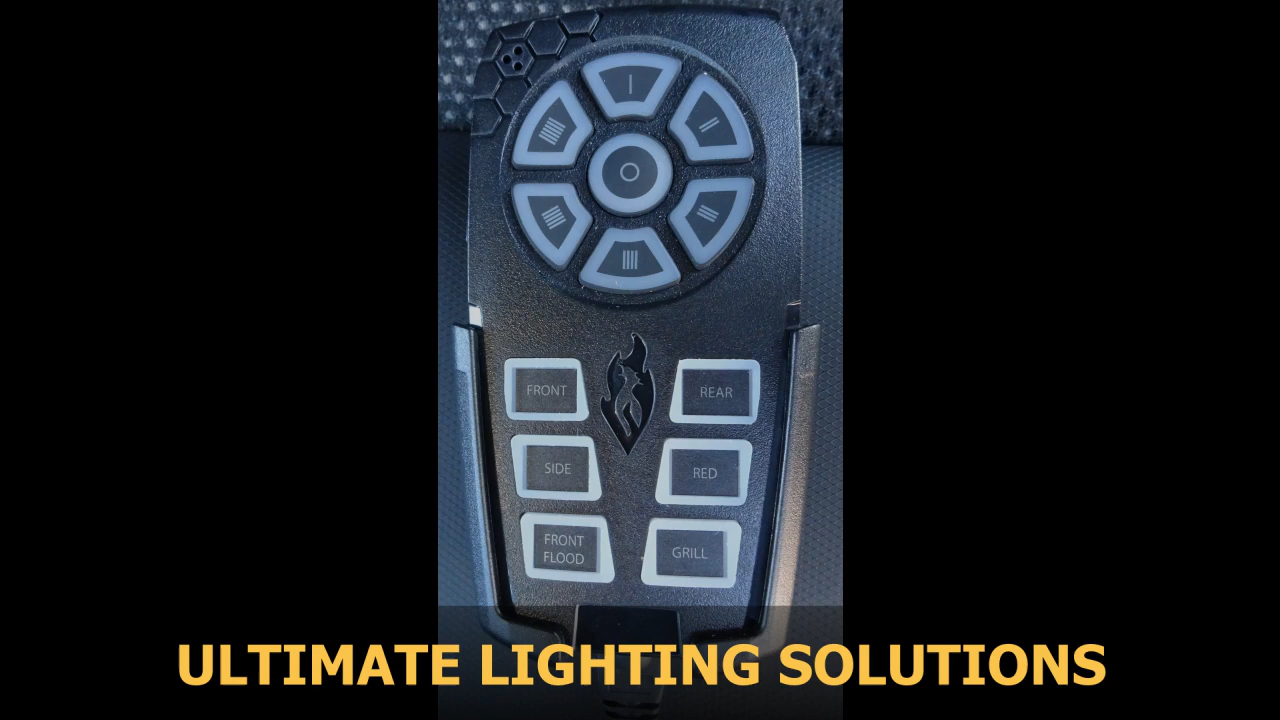 FRONT
REAR
SIDE
RED
FRONT
FLOOD
GRILL
ULTIMATE LIGHTING SOLUTIONS